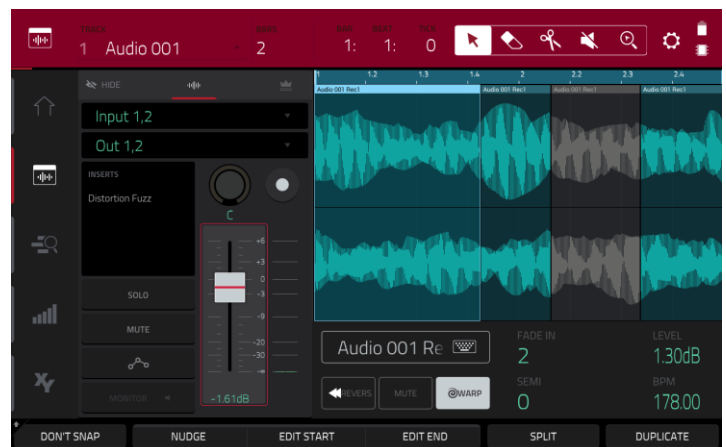 TRACK
1 Audio 001
BARS
2
BAR BEAT TICK
1: 1: 0
HIDE
Input 1,2
Out 1,2
INSERTS
Distortion Fuzz
C
+6
+3
0
-3
-9
-20
-30
-∞
SOLO
MUTE
MONITOR
-1.61dB
XY
1 1.2 1.3 1.4 2 2.2 2.3 2.4
Audio 001 Rec1 Audio 001 Rec1 Audio 001 Rec1 Audio 001 Rec1
Audio 001 Re
REVERS MUTE WARP
FADE IN
2
LEVEL
1.30dB
SEMI
0
BPM
178.00
DON'T SNAP NUDGE EDIT START EDIT END SPLIT DUPLICATE